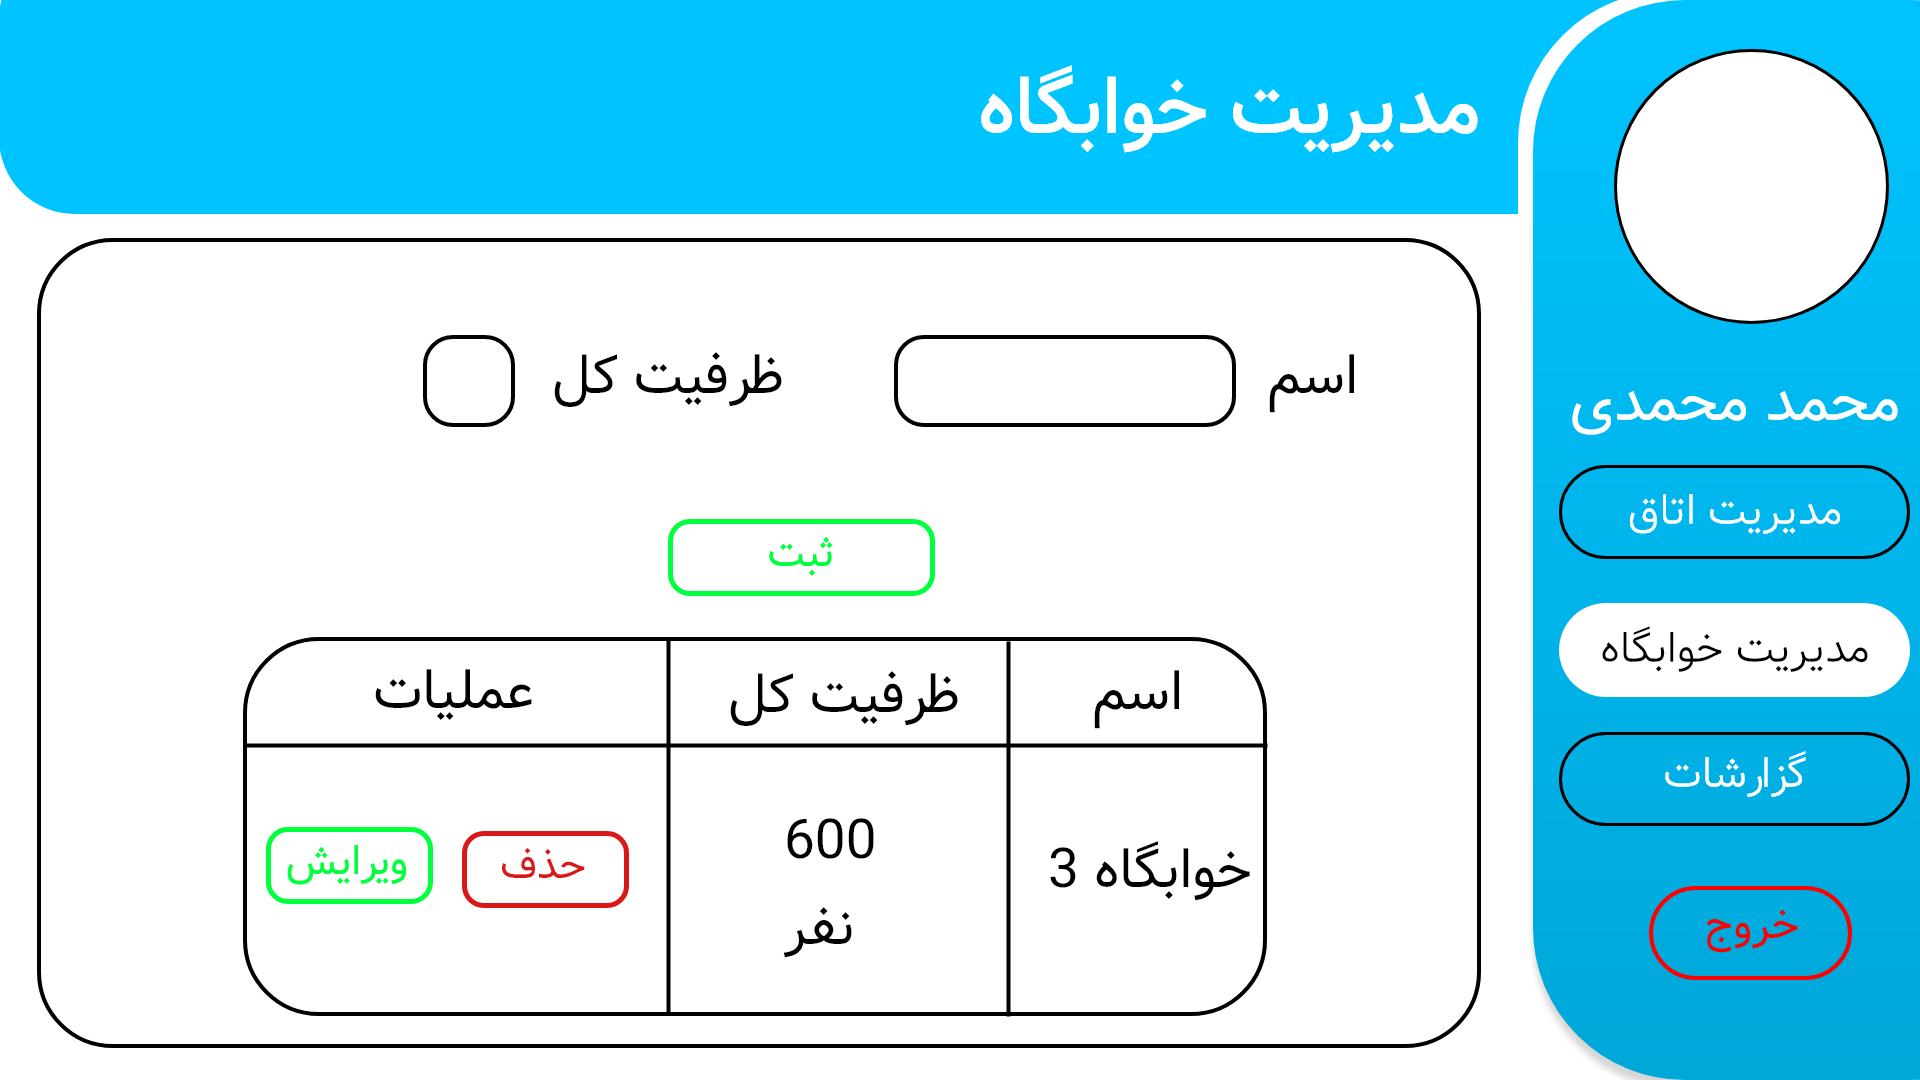 مدیریت خوابگاه
محمد محمدی
مدیریت اتاق
مدیریت خوابگاه
گزارشات
خروج
اسم
ظرفیت کل
ثبت
اسم
ظرفیت کل
عملیات
خوابگاه 3
600
نفر
حذف
ویرایش